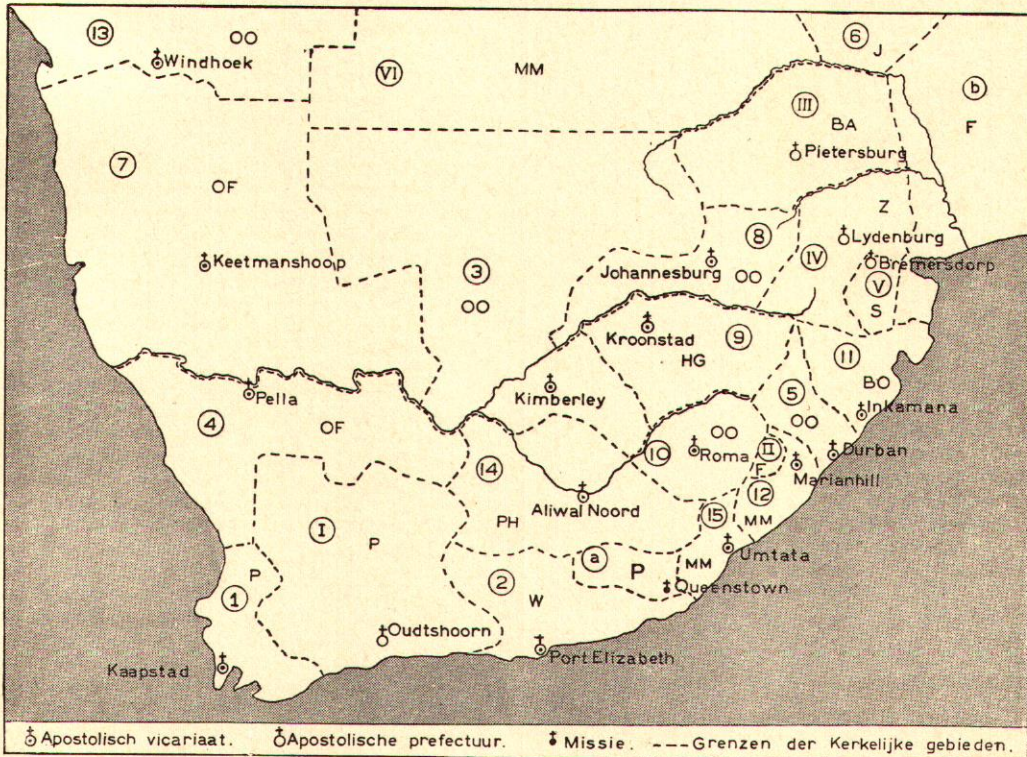 13 OO
Windhoek
VI MM
6 J
b
F
III
BA
Pietersburg
7
OF
Keetmanshoop
3
OO
8
Johannesburg
OO
IV
Z
Lydenburg
Bremersdorp
V
S
Kroonstad
9
HG
11
BO
Inkamana
Kimberley
5
OO
Durban
4
Pella
OF
14
PH
Aliwal Noord
10
Roma
OO
II
F
Marianhill
12
MM
15
MM
Umtata
I
P
1
P
2
W
a
P
Queenstown
Oudtshoorn
Kaapstad
Port Elizabeth
Apostolisch vicariaat. Apostolische prefectuur. Missie. Grenzen der Kerkelijke gebieden.